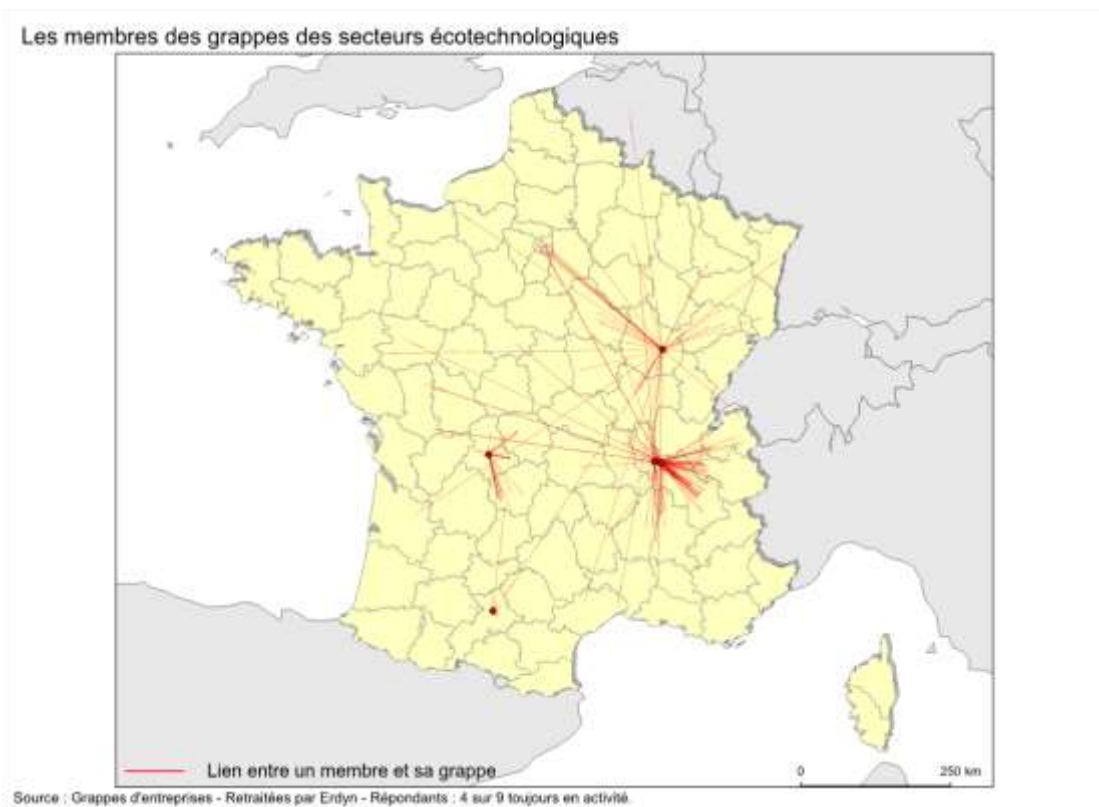 Les membres des grappes des secteurs écotechnologiques
Lien entre un membre et sa grappe
0 250 km
Source : Grappes d'entreprises - Retraitées par Erdyn - Répondants : 4 sur 9 toujours en activité.